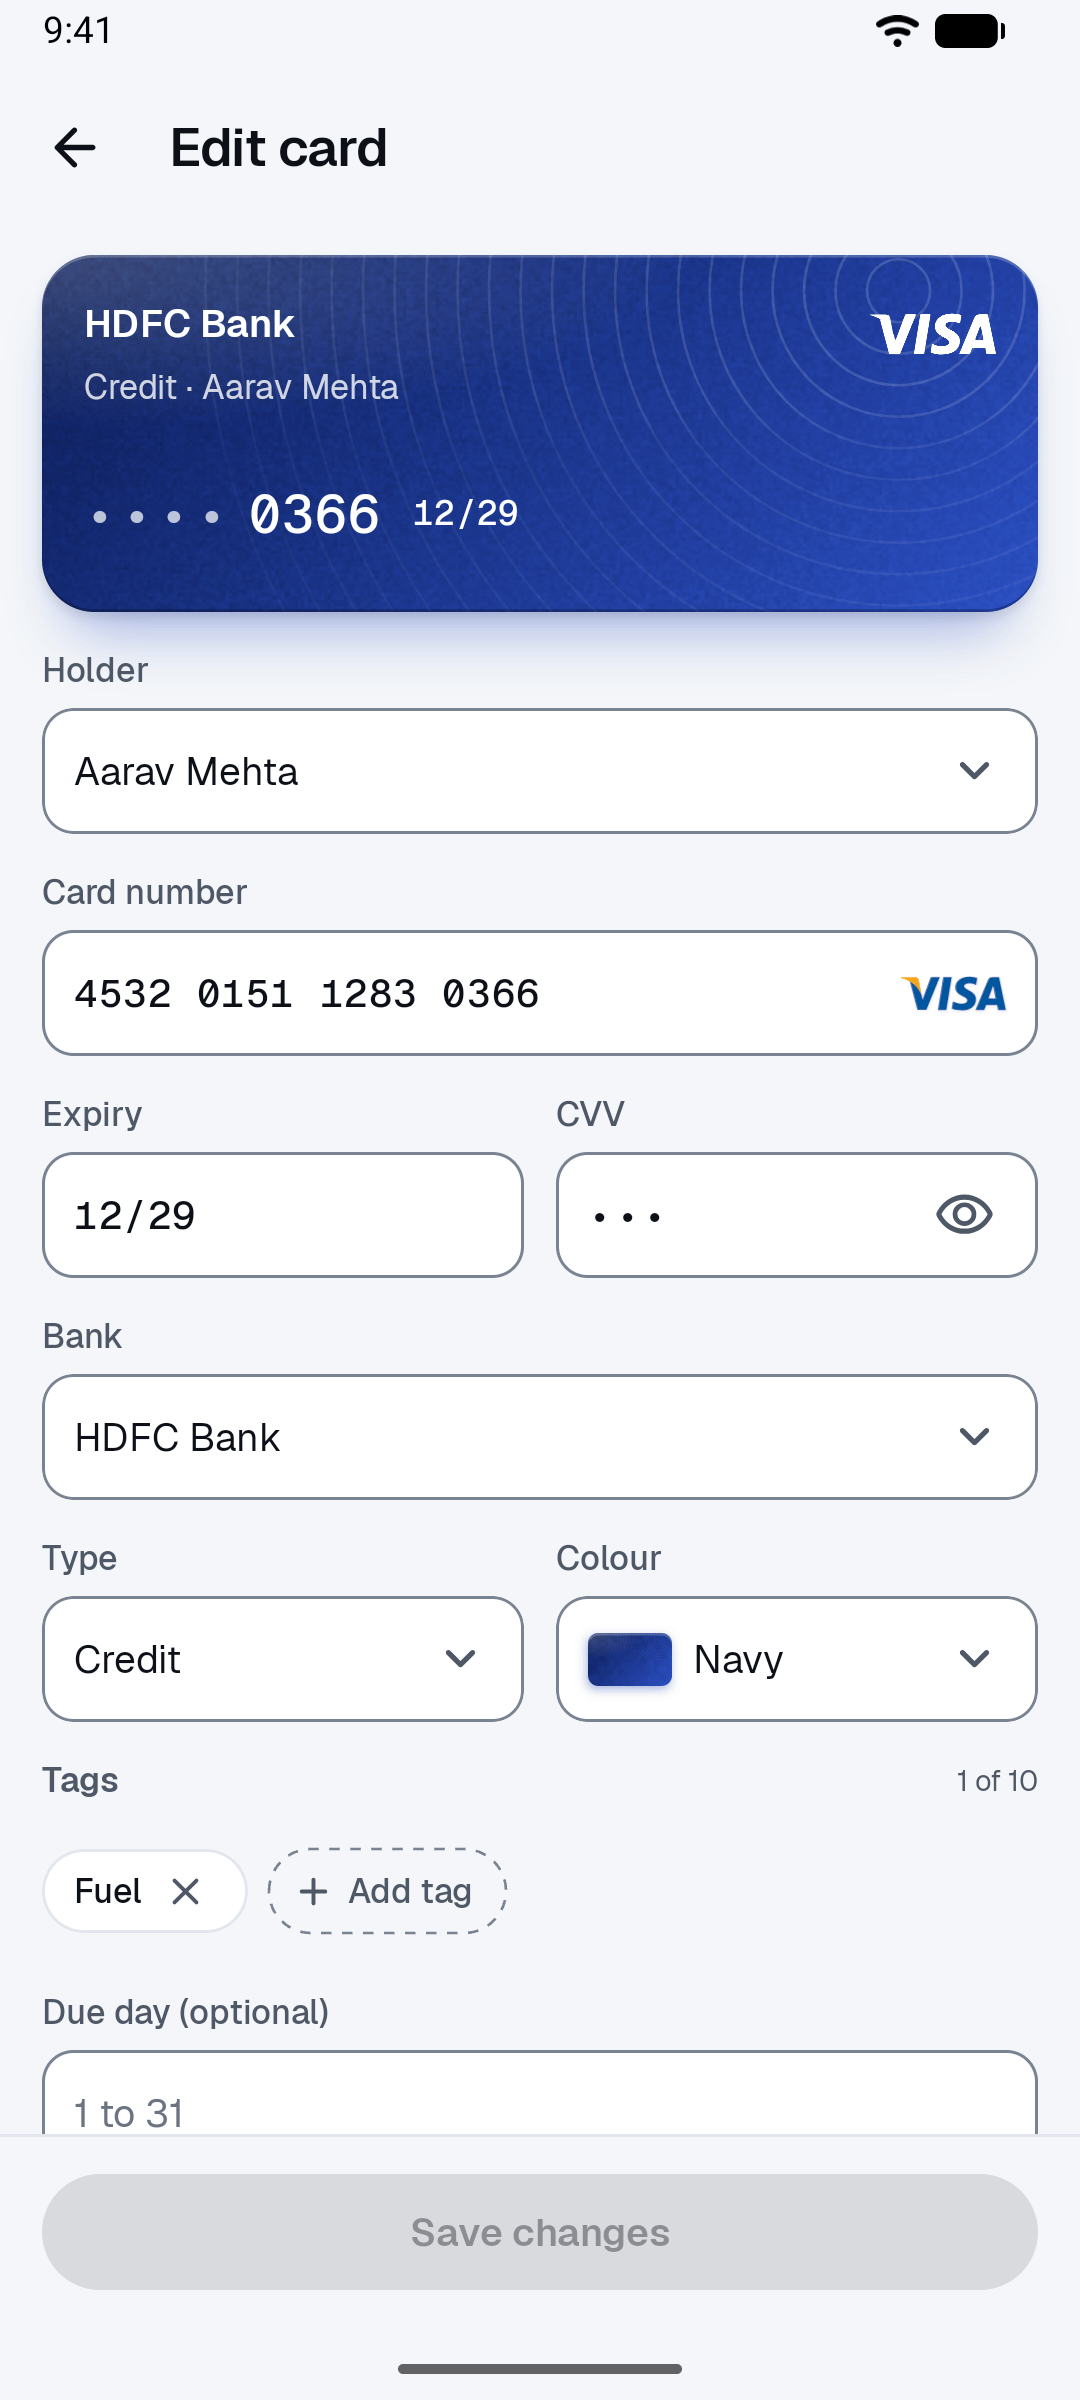 9:41
Edit card
HDFC Bank
VISA
Credit · Aarav Mehta
• • • • 0366 12/29
Holder
Aarav Mehta
Card number
4532 0151 1283 0366
VISA
Expiry
CVV
12/29
• • •
Bank
HDFC Bank
Type
Colour
Credit
Navy
Tags
1 of 10
Fuel
Add tag
Due day (optional)
1 to 31
Save changes